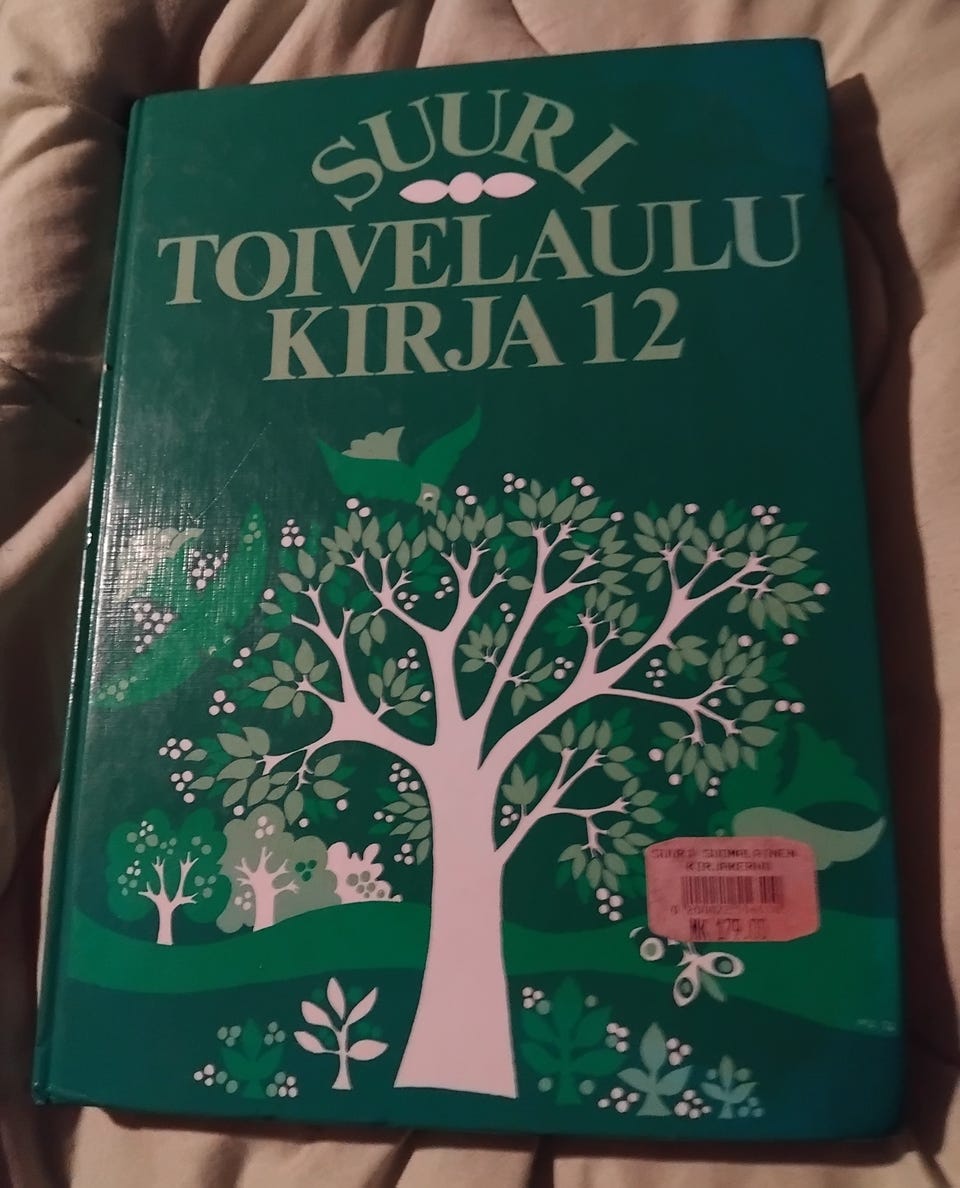 SUURI
TOIVELAULU
KIRJA 12
SUURI SUOMALAINEN
KIRJAKERHO
MK 179.00